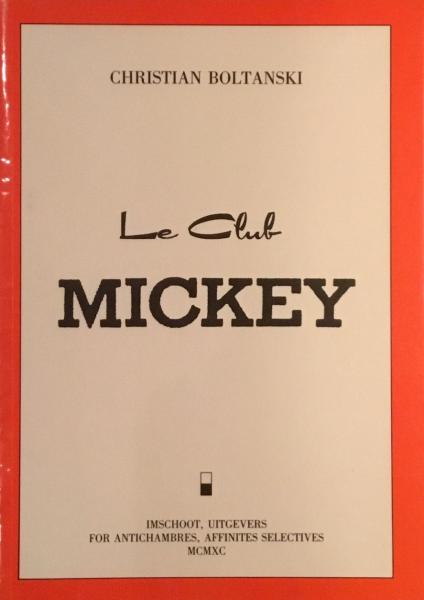 CHRISTIAN BOLTANSKI
Le Club
MICKEY
IMSCHOOT, UITGEVERS
FOR ANTICHAMBRES, AFFINITES SELECTIVES
MCMXC